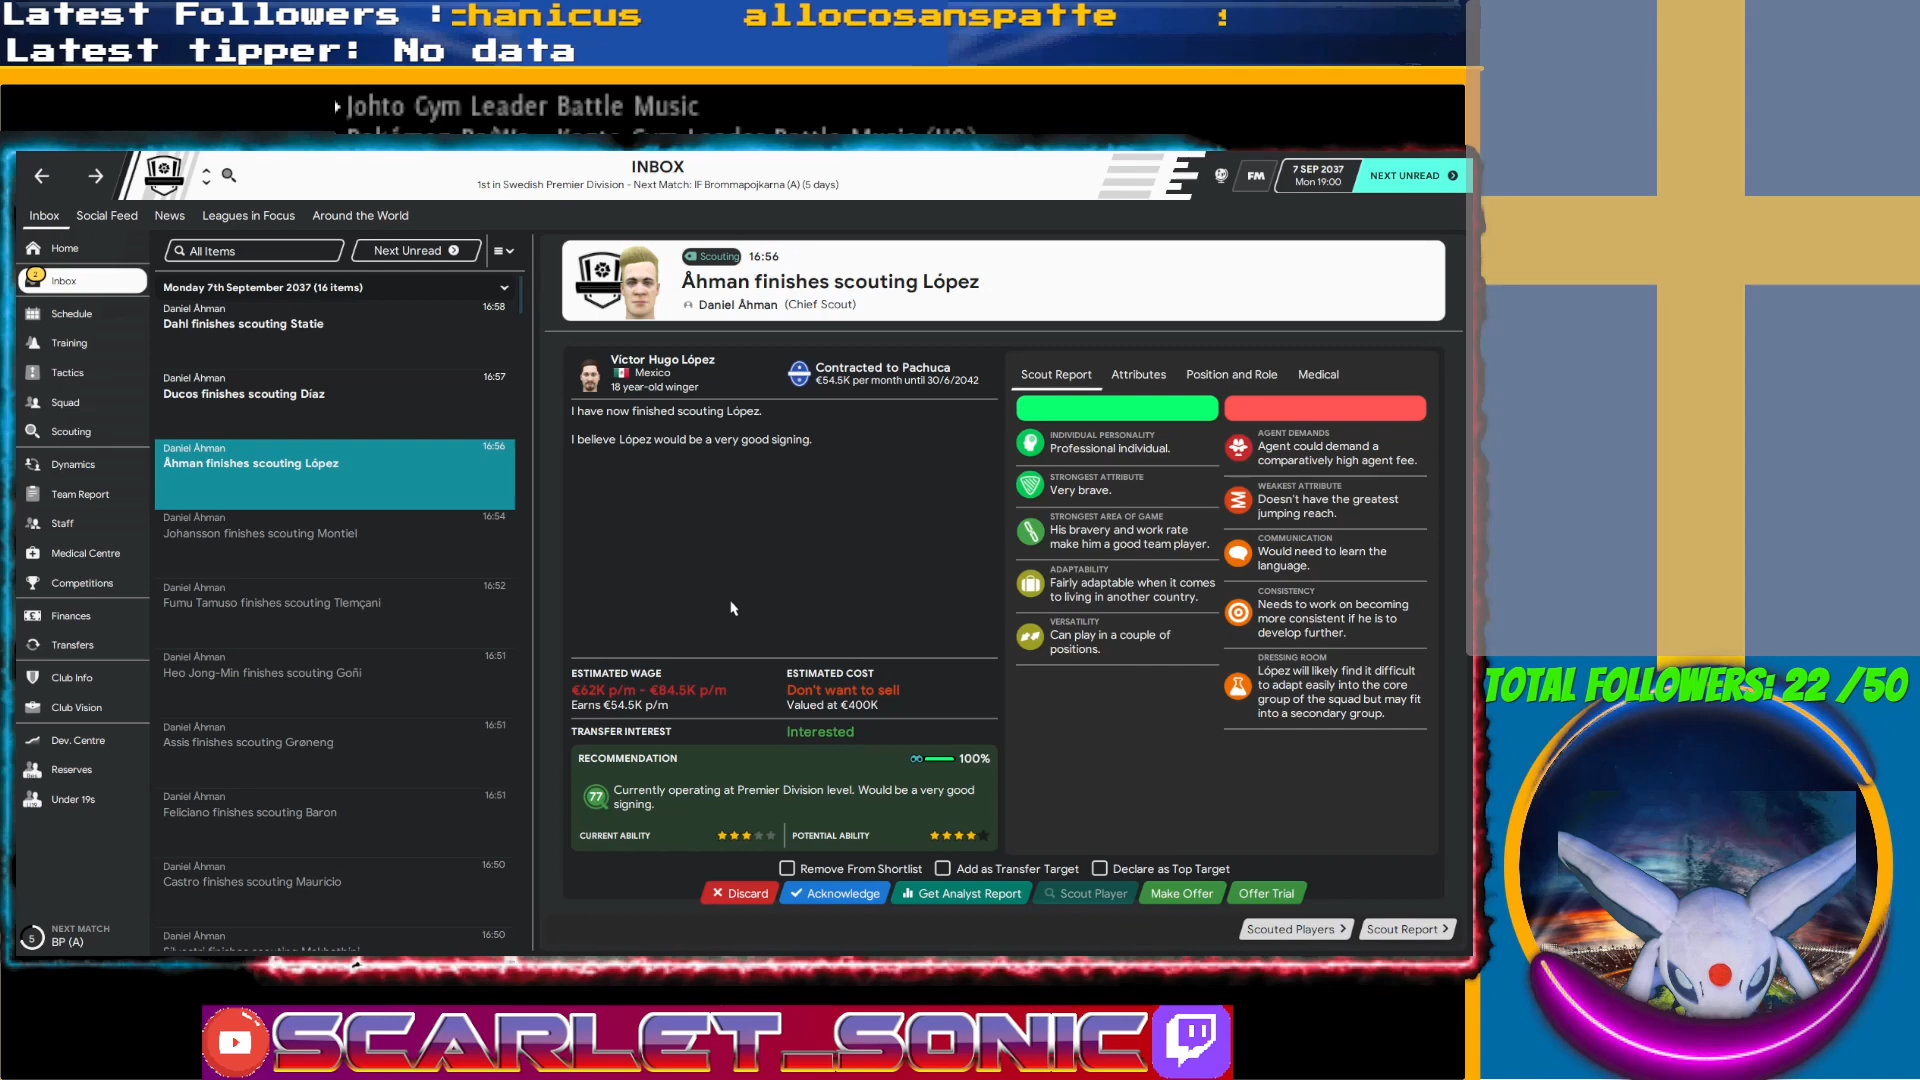 Latest Followers : chanicus allocosanspatte
Latest tipper: No data
Johto Gym Leader Battle Music
INBOX
1st in Swedish Premier Division - Next Match: IF Brommapojkarna (A) (5 days)
FM
7 SEP 2037
Mon 19:00
NEXT UNREAD
Inbox Social Feed News Leagues in Focus Around the World
Home
2
Inbox
Schedule
Training
Tactics
Squad
Scouting
Dynamics
Team Report
Staff
Medical Centre
Competitions
Finances
Transfers
Club Info
Club Vision
Dev. Centre
Reserves
Under 19s
5
NEXT MATCH
BP (A)
All Items
Next Unread
Monday 7th September 2037 (16 items)
Daniel Åhman 16:58
Dahl finishes scouting Statie
Daniel Åhman 16:57
Ducos finishes scouting Díaz
Daniel Åhman 16:56
Åhman finishes scouting López
Daniel Åhman 16:54
Johansson finishes scouting Montiel
Daniel Åhman 16:52
Fumu Tamuso finishes scouting Tlemçani
Daniel Åhman 16:51
Heo Jong-Min finishes scouting Goñi
Daniel Åhman 16:51
Assis finishes scouting Grøneng
Daniel Åhman 16:51
Feliciano finishes scouting Baron
Daniel Åhman 16:50
Castro finishes scouting Mauricio
Daniel Åhman 16:50
Scouting 16:56
Åhman finishes scouting López
Daniel Åhman (Chief Scout)
Víctor Hugo López
Mexico
18 year-old winger
Contracted to Pachuca
€54.5K per month until 30/6/2042
I have now finished scouting López.
I believe López would be a very good signing.
ESTIMATED WAGE
€62K p/m - €84.5K p/m
Earns €54.5K p/m
ESTIMATED COST
Don't want to sell
Valued at €400K
TRANSFER INTEREST Interested
RECOMMENDATION 100%
77
Currently operating at Premier Division level. Would be a very good
signing.
CURRENT ABILITY
POTENTIAL ABILITY
Scout Report Attributes Position and Role Medical
INDIVIDUAL PERSONALITY
Professional individual.
STRONGEST ATTRIBUTE
Very brave.
STRONGEST AREA OF GAME
His bravery and work rate
make him a good team player.
ADAPTABILITY
Fairly adaptable when it comes
to living in another country.
VERSATILITY
Can play in a couple of
positions.
AGENT DEMANDS
Agent could demand a
comparatively high agent fee.
WEAKEST ATTRIBUTE
Doesn't have the greatest
jumping reach.
COMMUNICATION
Would need to learn the
language.
CONSISTENCY
Needs to work on becoming
more consistent if he is to
develop further.
DRESSING ROOM
López will likely find it difficult
to adapt easily into the core
group of the squad but may fit
into a secondary group.
Remove From Shortlist Add as Transfer Target Declare as Top Target
Discard Acknowledge Get Analyst Report Scout Player Make Offer Offer Trial
Scouted Players Scout Report
TOTAL FOLLOWERS: 22 /50
SCARLET_SONIC